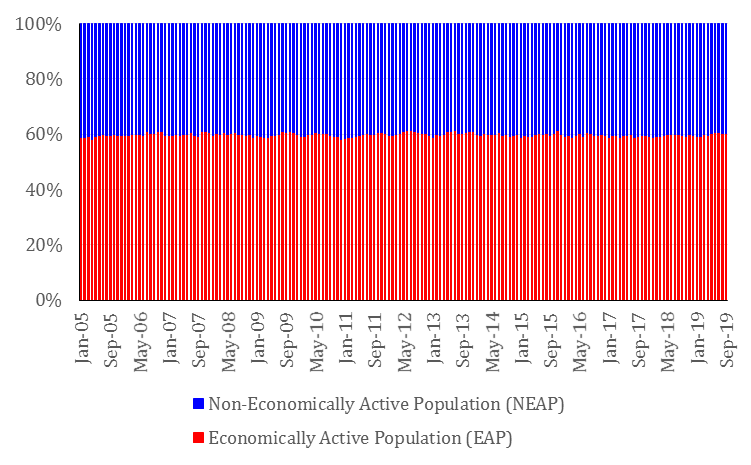 100%
80%
60%
40%
20%
0%
Jan-05
Sep-05
May-06
Jan-07
Sep-07
May-08
Jan-09
Sep-09
May-10
Jan-11
Sep-11
May-12
Jan-13
Sep-13
May-14
Jan-15
Sep-15
May-16
Jan-17
Sep-17
May-18
Jan-19
Sep-19
Non-Economically Active Population (NEAP)
Economically Active Population (EAP)